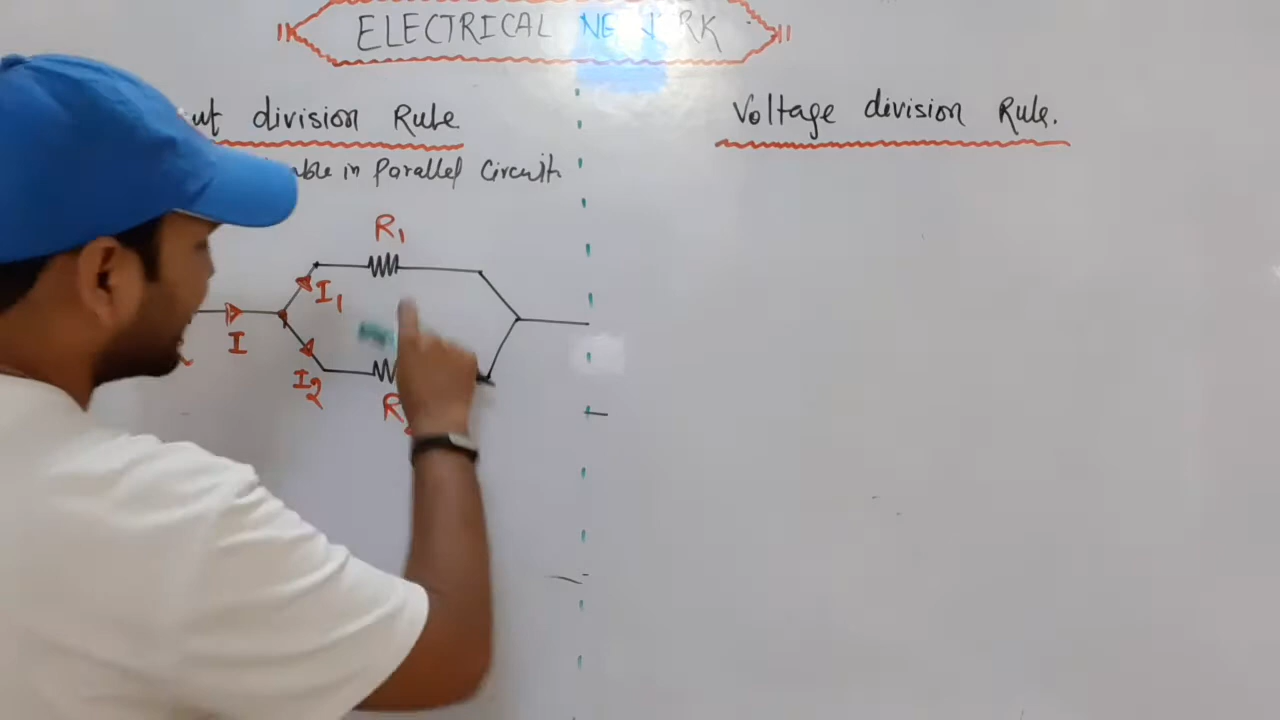 ELECTRICAL
division Rule
in Parallel Circuit
R1
I1
I
I2
R
Voltage division Rule.